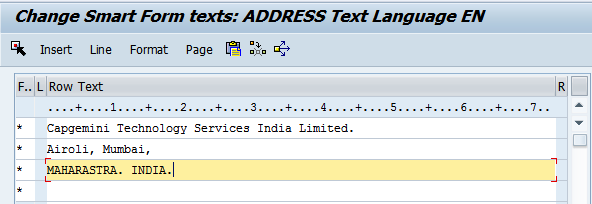 Change Smart Form texts: ADDRESS Text Language EN
Insert Line Format Page
F.. L Row Text R
....+....1....+....2....+....3....+....4....+....5....+....6....+....7..
* Capgemini Technology Services India Limited.
* Airoli, Mumbai,
* MAHARASTRA. INDIA.
*